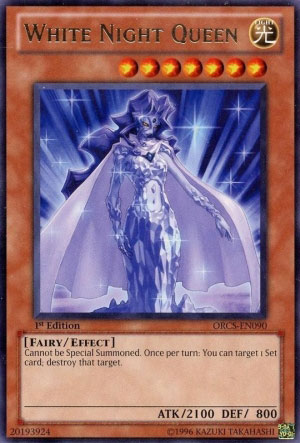 WHITE NIGHT QUEEN
LIGHT
光
1st Edition
ORCS-EN090
[FAIRY/EFFECT]
Cannot be Special Summoned. Once per turn: You can target 1 Set
card; destroy that target.
ATK/2100 DEF/ 800
20193924
©1996 KAZUKI TAKAHASHI